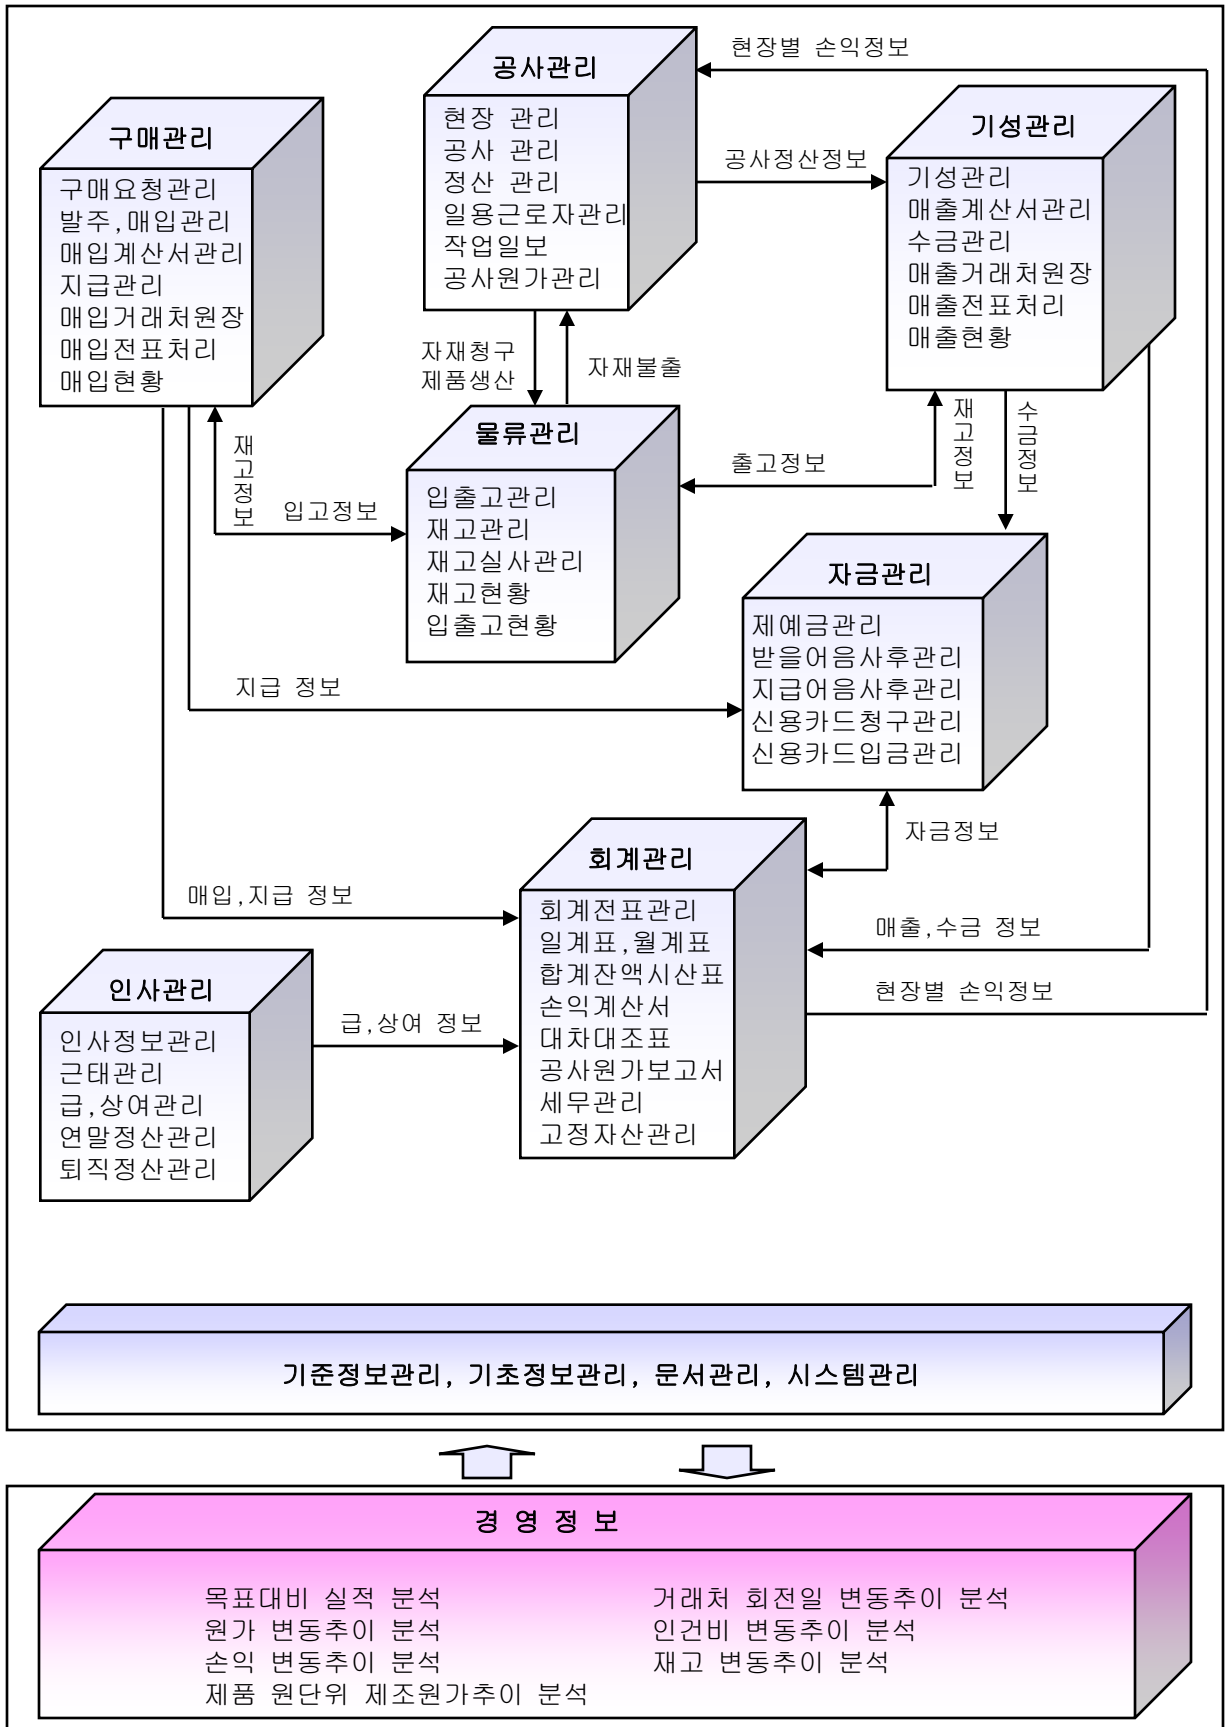 현장별 손익정보
공사관리
현장 관리
공사 관리
정산 관리
일용근로자관리
작업일보
공사원가관리
구매관리
구매요청관리
발주,매입관리
매입계산서관리
지급관리
매입거래처원장
매입전표처리
매입현황
공사정산정보
기성관리
기성관리
매출계산서관리
수금관리
매출거래처원장
매출전표처리
매출현황
자재청구
제품생산
자재불출
재고정보
입고정보
물류관리
입출고관리
재고관리
재고실사관리
재고현황
입출고현황
출고정보
재고정보
수금정보
자금관리
제예금관리
받을어음사후관리
지급어음사후관리
신용카드청구관리
신용카드입금관리
지급 정보
자금정보
회계관리
회계전표관리
일계표,월계표
합계잔액시산표
손익계산서
대차대조표
공사원가보고서
세무관리
고정자산관리
매입,지급 정보
매출,수금 정보
현장별 손익정보
인사관리
인사정보관리
근태관리
급,상여관리
연말정산관리
퇴직정산관리
급,상여 정보
기준정보관리, 기초정보관리, 문서관리, 시스템관리
경 영 정 보
목표대비 실적 분석
원가 변동추이 분석
손익 변동추이 분석
제품 원단위 제조원가추이 분석
거래처 회전일 변동추이 분석
인건비 변동추이 분석
재고 변동추이 분석